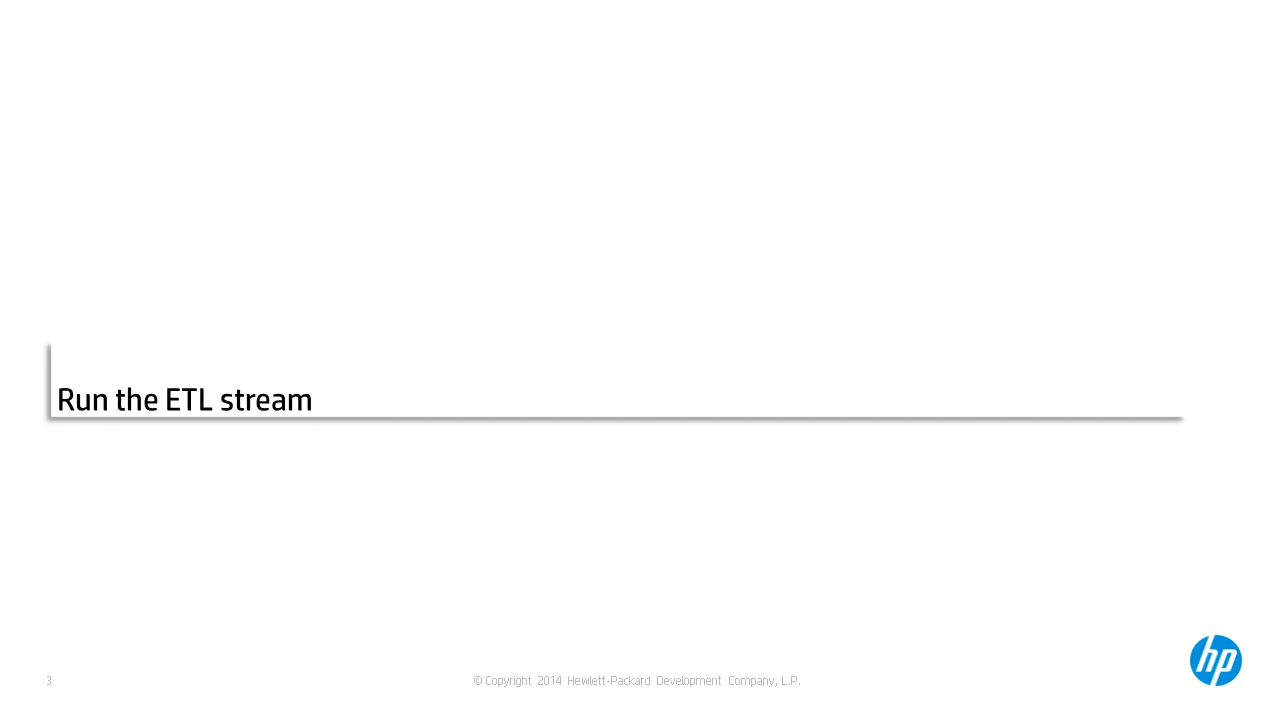 Run the ETL stream
3
© Copyright 2014 Hewlett-Packard Development Company, L.P.
hp